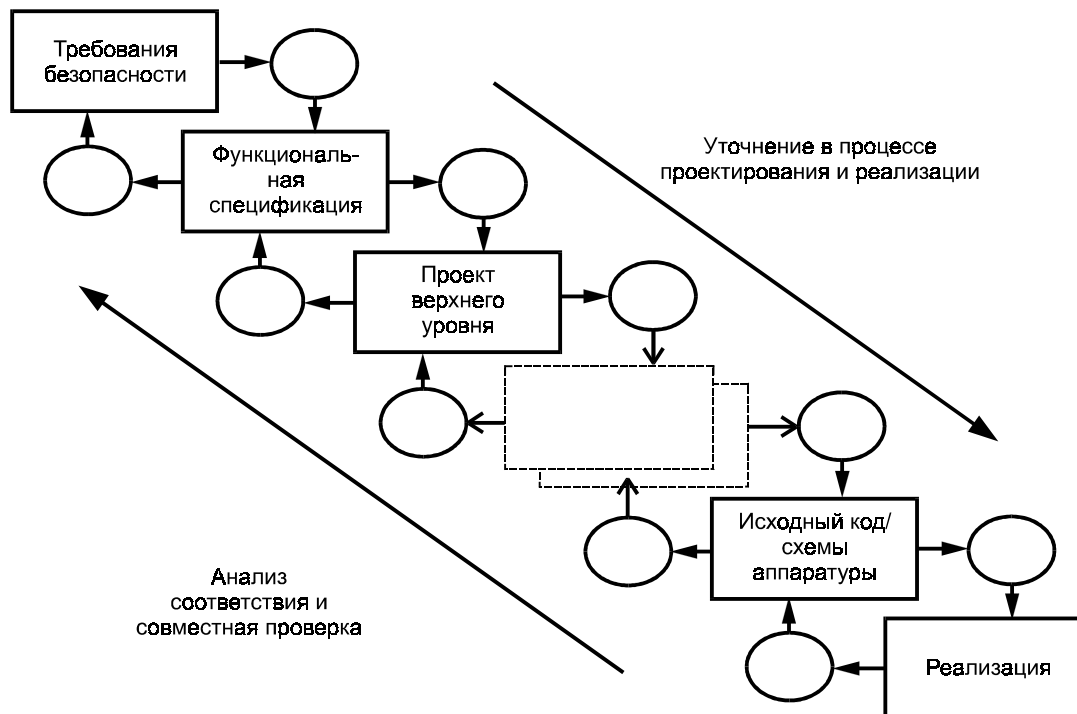 Требования
безопасности
Функциональ-
ная
спецификация
Уточнение в процессе
проектирования и реализации
Проект
верхнего
уровня
Исходный код/
схемы
аппаратуры
Анализ
соответствия и
совместная проверка
Реализация